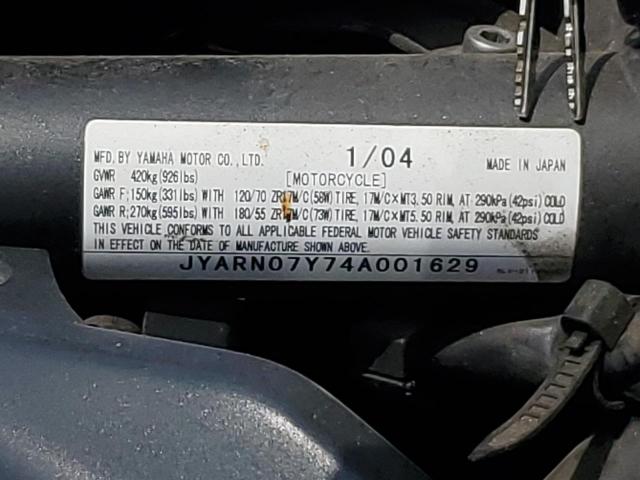 MFD. BY YAMAHA MOTOR CO., LTD. 1/04 MADE IN JAPAN
GVWR 420kg(926lbs) [MOTORCYCLE]
GAWR F;150kg(331lbs) WITH 120/70 ZR17M/C(58W) TIRE, 17M/C×MT3.50 RIM, AT 290kPa(42psi) COLD
GAWR R;270kg(595lbs) WITH 180/55 ZR17M/C(73W) TIRE, 17M/C×MT5.50 RIM, AT 290kPa(42psi) COLD
THIS VEHICLE CONFORMS TO ALL APPLICABLE FEDERAL MOTOR VEHICLE SAFETY STANDARDS
IN EFFECT ON THE DATE OF MANUFACTURE SHOWN ABOVE.
JYARN07Y74A001629